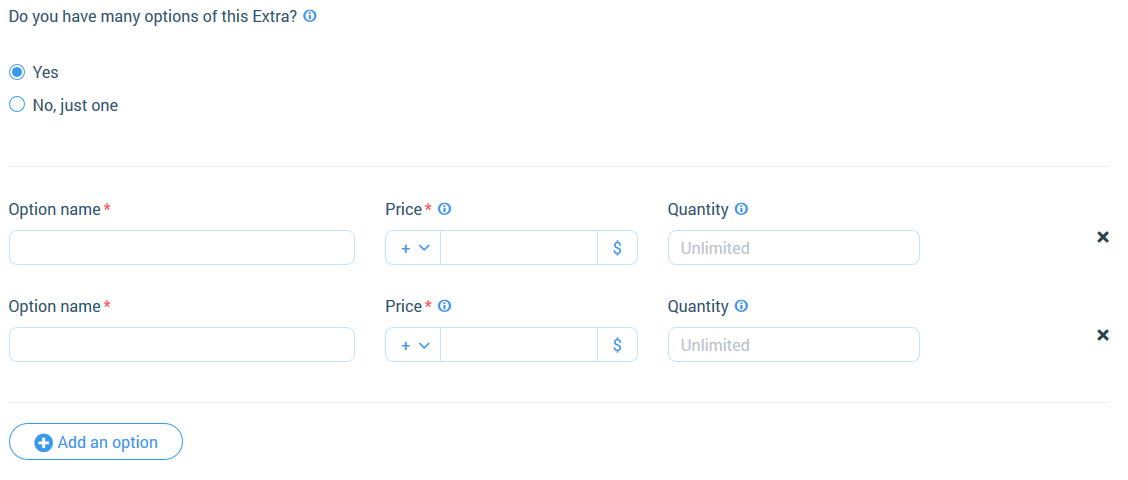 Do you have many options of this Extra?
Yes
No, just one
Option name* Price* Quantity
+ $ Unlimited
Option name* Price* Quantity
+ $ Unlimited
Add an option